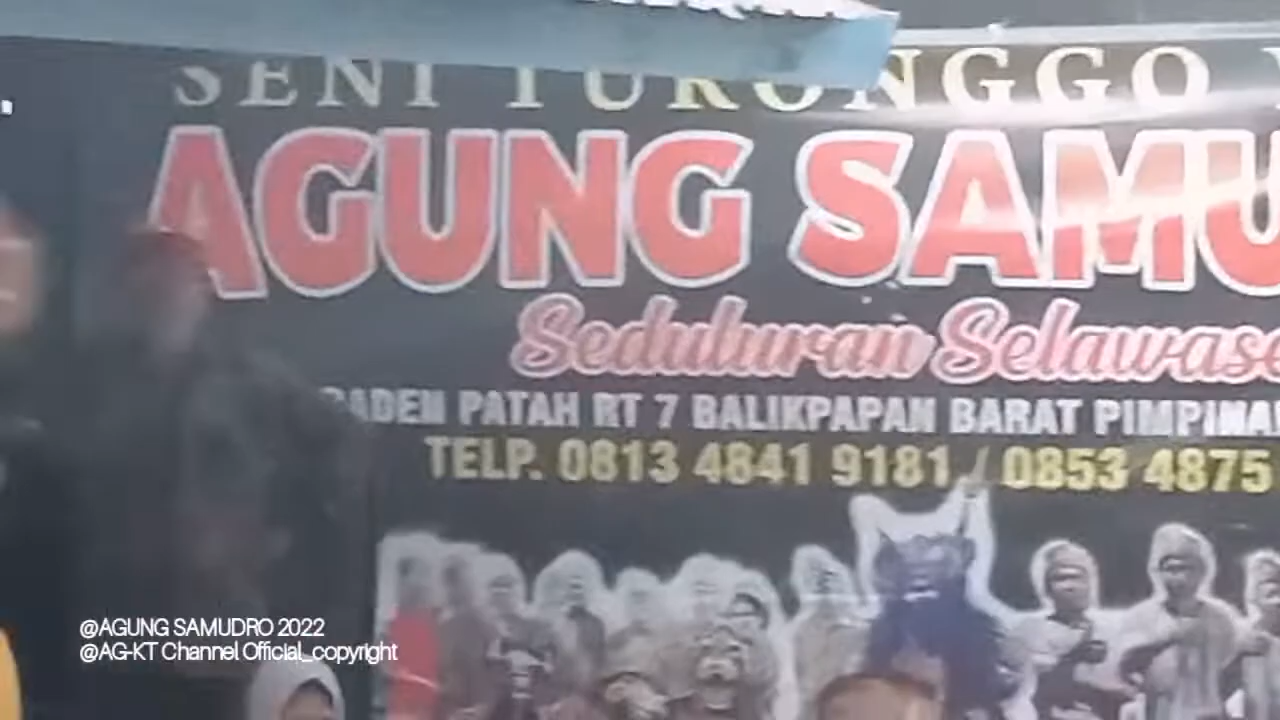 SENI TURONGGO
AGUNG SAMU
Seduluran Selawase
RADEN PATAH RT 7 BALIKPAPAN BARAT PIMPINAN
TELP. 0813 4841 9181 / 0853 4875
@AGUNG SAMUDRO 2022
@AG-KT Channel Official_copyright